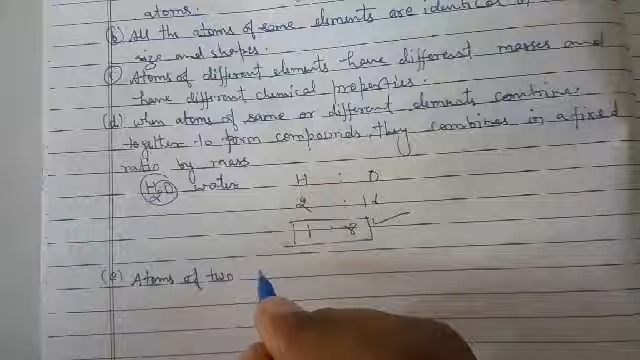 atoms.
(b) All the atoms of same elements are identical in
size and shapes.
(c) Atoms of different elements have different masses and
have different chemical properties.
(d) when atoms of same or different elements combine
together to form compounds, they combines in a fixed
ratio by mass
H2O water H : O
2 : 16
1 : 8
(e) Atoms of two